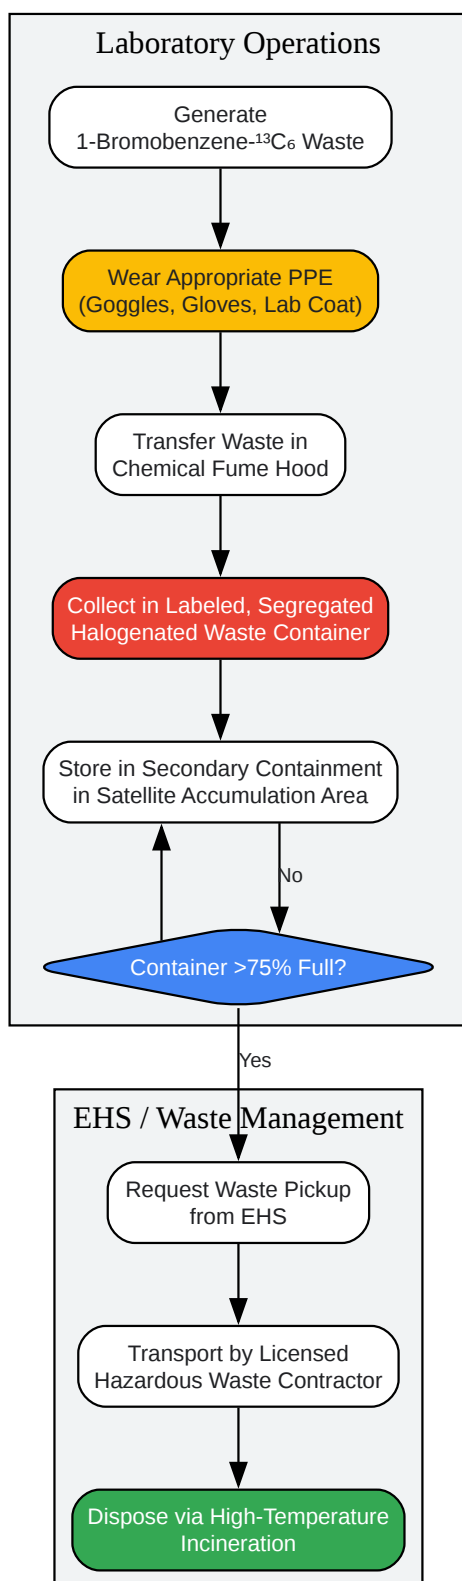 Laboratory Operations
Generate
1-Bromobenzene-¹³C₆ Waste
Wear Appropriate PPE
(Goggles, Gloves, Lab Coat)
Transfer Waste in
Chemical Fume Hood
Collect in Labeled, Segregated
Halogenated Waste Container
Store in Secondary Containment
in Satellite Accumulation Area
No
Container >75% Full?
Yes
EHS / Waste Management
Request Waste Pickup
from EHS
Transport by Licensed
Hazardous Waste Contractor
Dispose via High-Temperature
Incineration